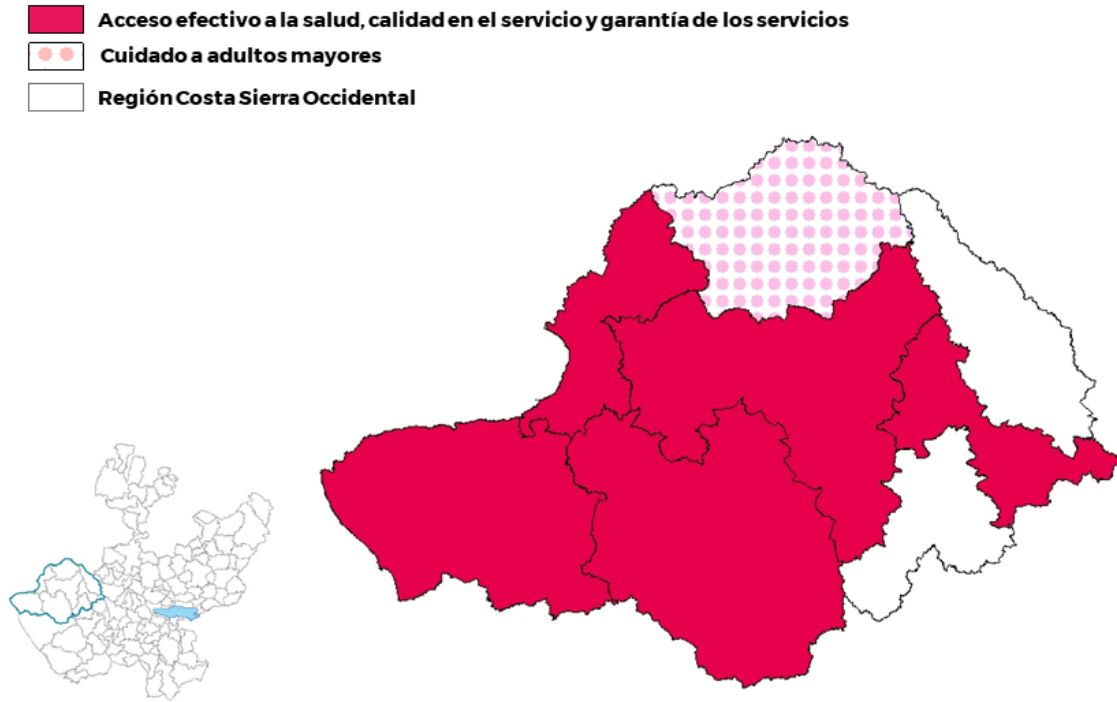 Acceso efectivo a la salud, calidad en el servicio y garantía de los servicios
Cuidado a adultos mayores
Región Costa Sierra Occidental